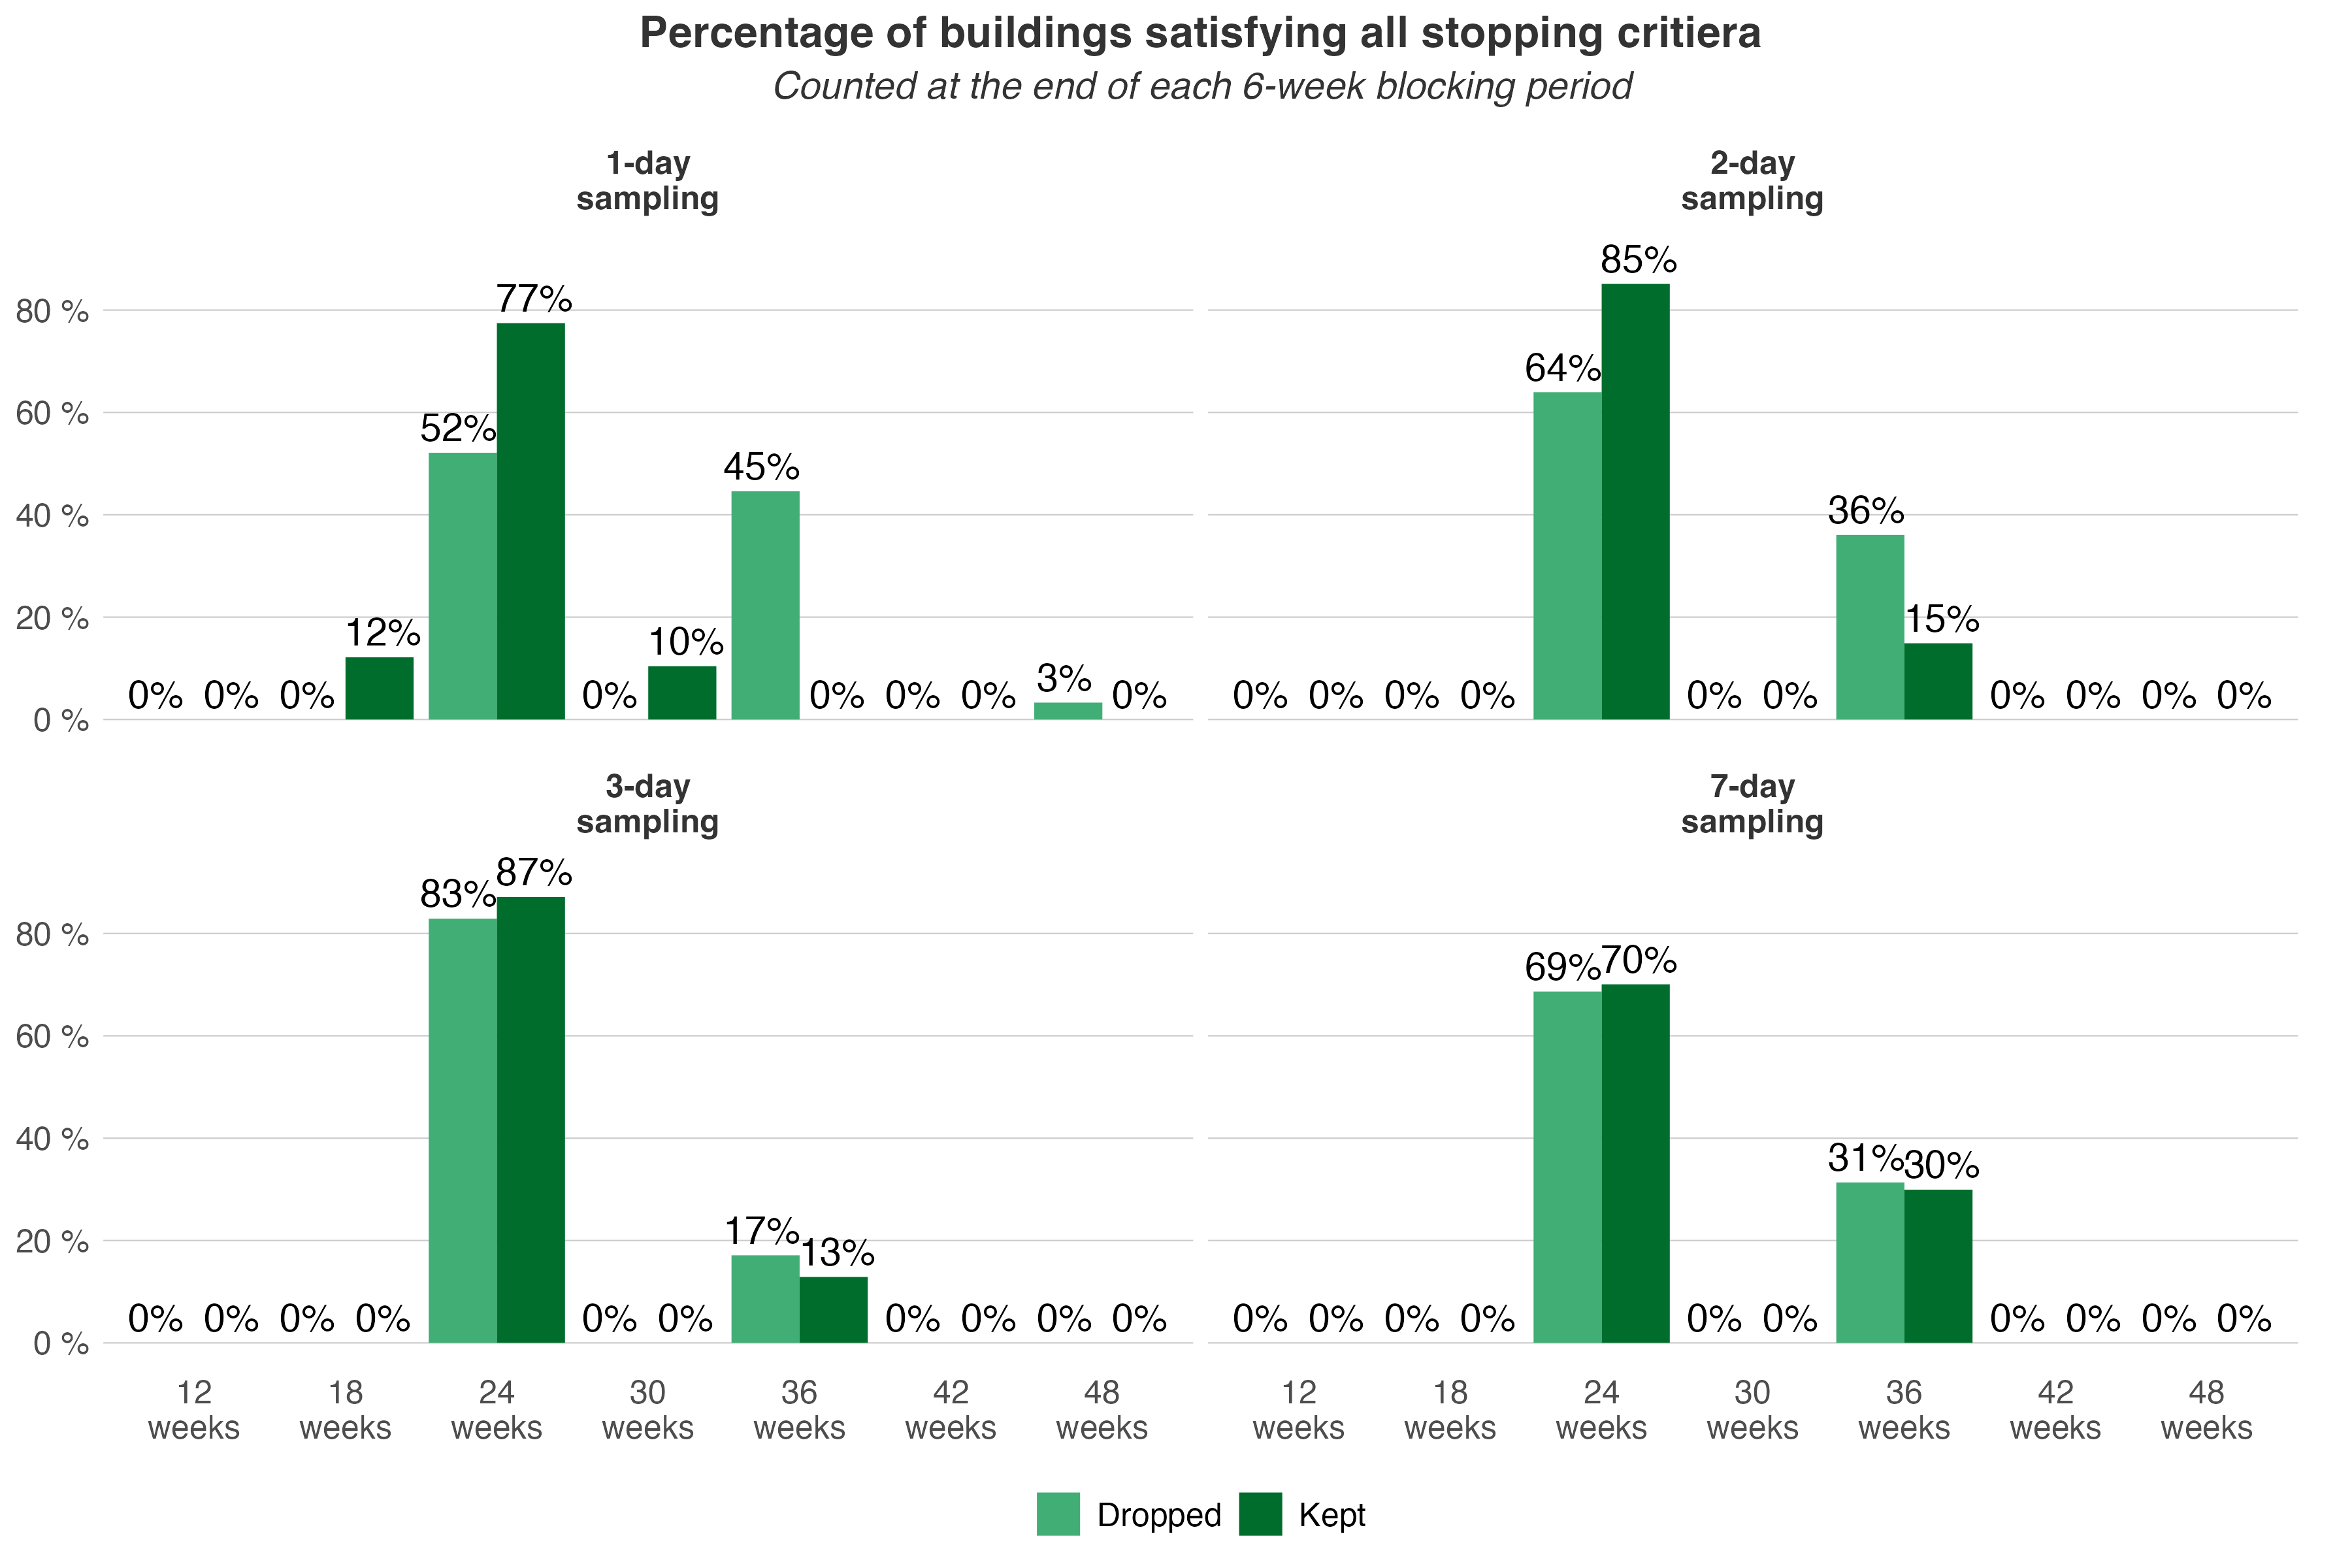 Percentage of buildings satisfying all stopping critiera
Counted at the end of each 6-week blocking period
1-day
sampling
2-day
sampling
80 %
60 %
40 %
20 %
0 %
0% 0% 0% 12% 52% 77% 0% 10% 45% 0% 0% 0% 3% 0%
0% 0% 0% 0% 64% 85% 0% 0% 36% 15% 0% 0% 0% 0%
3-day
sampling
7-day
sampling
80 %
60 %
40 %
20 %
0 %
0% 0% 0% 0% 83% 87% 0% 0% 17% 13% 0% 0% 0% 0%
0% 0% 0% 0% 69% 70% 0% 0% 31% 30% 0% 0% 0% 0%
12 18 24 30 36 42 48
weeks weeks weeks weeks weeks weeks weeks
12 18 24 30 36 42 48
weeks weeks weeks weeks weeks weeks weeks
Dropped Kept